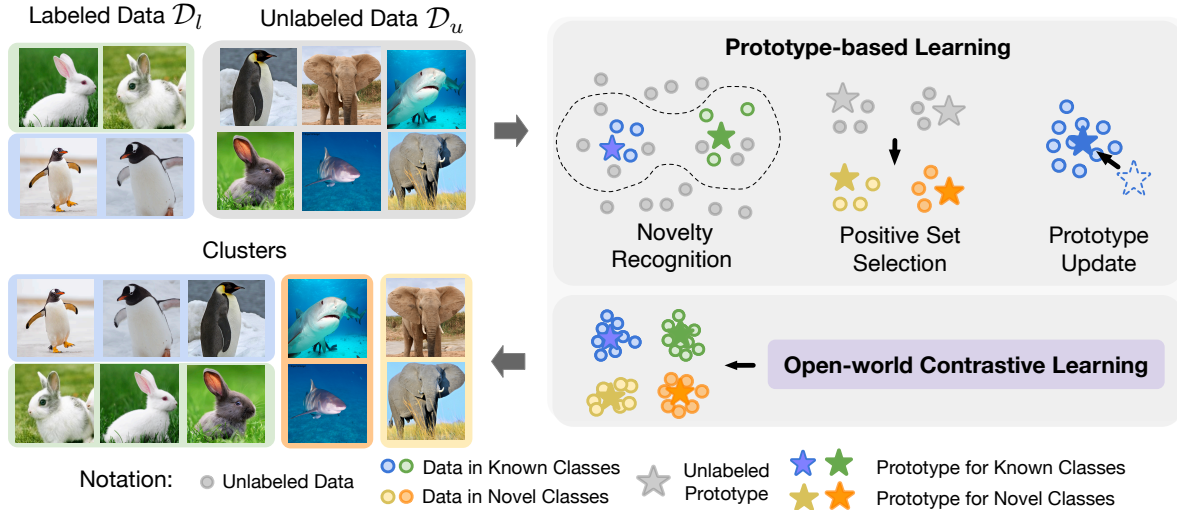 Labeled Data 𝒟_l
Unlabeled Data 𝒟_u
Prototype-based Learning
Novelty
Recognition
Positive Set
Selection
Prototype
Update
Clusters
Open-world Contrastive Learning
Notation:
Unlabeled Data
Data in Known Classes
Data in Novel Classes
Unlabeled
Prototype
Prototype for Known Classes
Prototype for Novel Classes